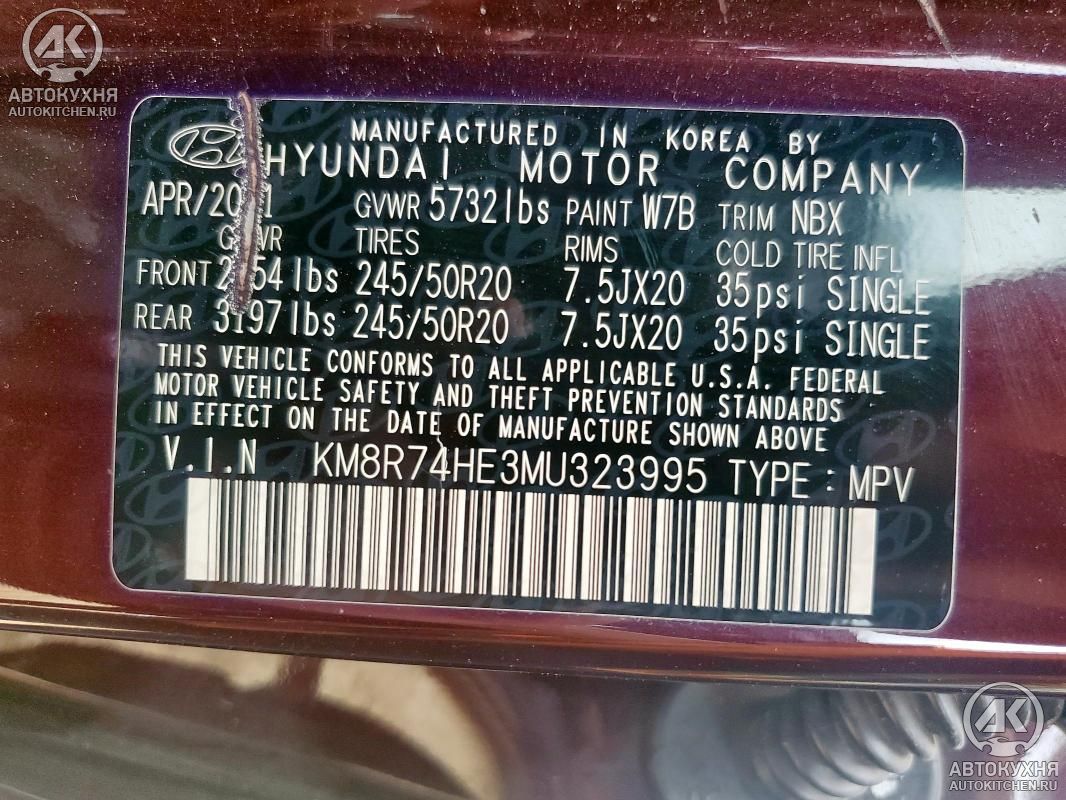 АВТОКУХНЯ
AUTOKITCHEN.RU
MANUFACTURED IN KOREA BY
HYUNDAI MOTOR COMPANY
GVWR 5732lbs PAINT W7B TRIM NBX
TIRES RIMS COLD TIRE INFL
FRONT lbs 245/50R20 7.5JX20 35psi SINGLE
REAR 3197lbs 245/50R20 7.5JX20 35psi SINGLE
THIS VEHICLE CONFORMS TO ALL APPLICABLE U.S.A. FEDERAL
MOTOR VEHICLE SAFETY AND THEFT PREVENTION STANDARDS
IN EFFECT ON THE DATE OF MANUFACTURE SHOWN ABOVE
V.I.N KM8R74HE3MU323995 TYPE : MPV
АВТОКУХНЯ
AUTOKITCHEN.RU